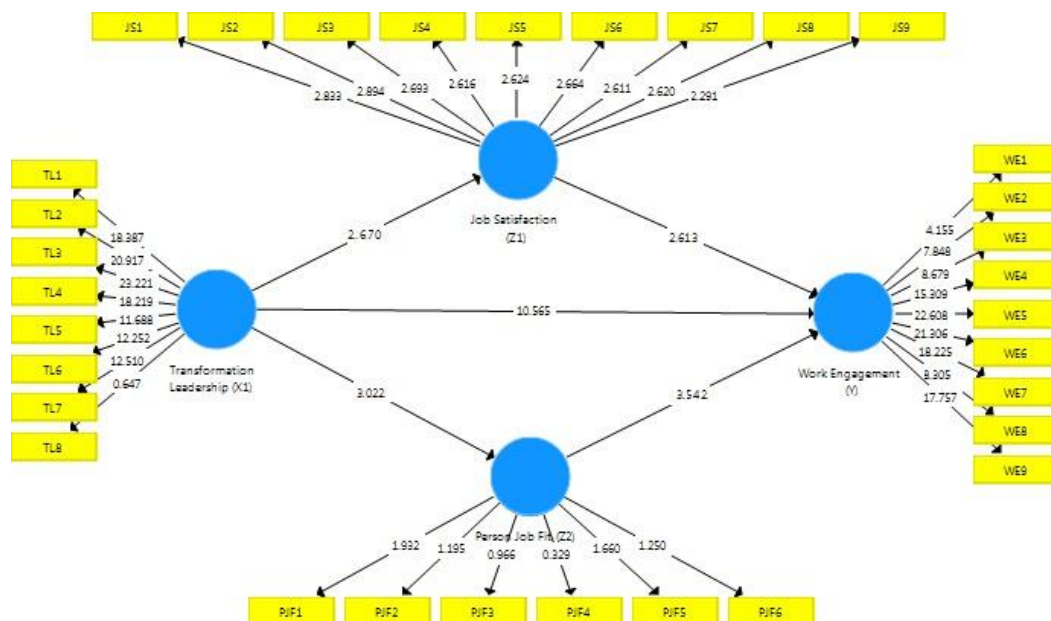 JS1 JS2 JS3 JS4 JS5 JS6 JS7 JS8 JS9
2.833 2.894 2.693 2.616 2.624 2.664 2.611 2.620 2.291
Job Satisfaction
(Z1)
TL1
TL2
TL3
TL4
TL5
TL6
TL7
TL8
18.387
20.917
23.221
18.219
11.688
12.252
12.510
0.647
Transformation
Leadership (X1)
2.670
2.613
10.565
3.022
3.542
WE1
WE2
WE3
WE4
WE5
WE6
WE7
WE8
WE9
4.155
7.848
8.679
15.309
22.608
21.306
18.225
8.305
17.757
Work Engagement
(Y)
Person Job Fit (Z2)
1.932 1.195 0.966 0.329 1.660 1.250
PJF1 PJF2 PJF3 PJF4 PJF5 PJF6